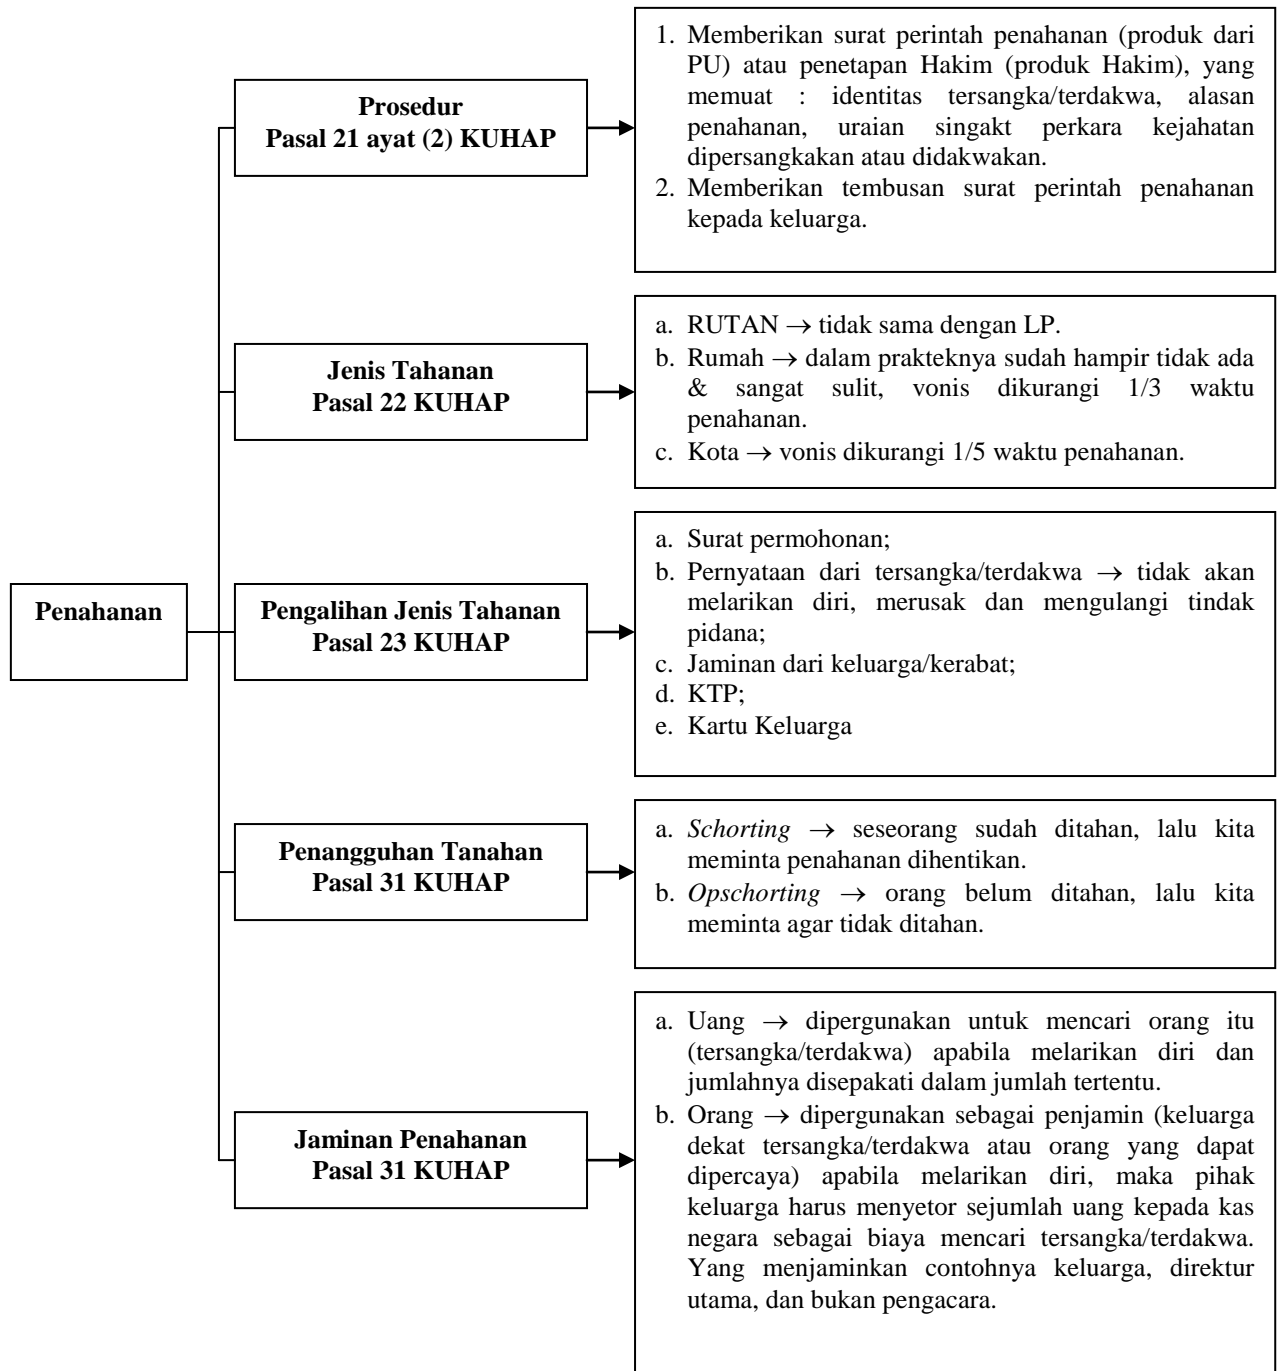 1. Memberikan surat perintah penahanan (produk dari
PU) atau penetapan Hakim (produk Hakim), yang
memuat : identitas tersangka/terdakwa, alasan
penahanan, uraian singakt perkara kejahatan
dipersangkakan atau didakwakan.
2. Memberikan tembusan surat perintah penahanan
kepada keluarga.
Prosedur
Pasal 21 ayat (2) KUHAP
a. RUTAN → tidak sama dengan LP.
b. Rumah → dalam prakteknya sudah hampir tidak ada
& sangat sulit, vonis dikurangi 1/3 waktu
penahanan.
c. Kota → vonis dikurangi 1/5 waktu penahanan.
Jenis Tahanan
Pasal 22 KUHAP
a. Surat permohonan;
b. Pernyataan dari tersangka/terdakwa → tidak akan
melarikan diri, merusak dan mengulangi tindak
pidana;
c. Jaminan dari keluarga/kerabat;
d. KTP;
e. Kartu Keluarga
Penahanan
Pengalihan Jenis Tahanan
Pasal 23 KUHAP
a. Schorting → seseorang sudah ditahan, lalu kita
meminta penahanan dihentikan.
b. Opschorting → orang belum ditahan, lalu kita
meminta agar tidak ditahan.
Penangguhan Tanahan
Pasal 31 KUHAP
a. Uang → dipergunakan untuk mencari orang itu
(tersangka/terdakwa) apabila melarikan diri dan
jumlahnya disepakati dalam jumlah tertentu.
b. Orang → dipergunakan sebagai penjamin (keluarga
dekat tersangka/terdakwa atau orang yang dapat
dipercaya) apabila melarikan diri, maka pihak
keluarga harus menyetor sejumlah uang kepada kas
negara sebagai biaya mencari tersangka/terdakwa.
Yang menjaminkan contohnya keluarga, direktur
utama, dan bukan pengacara.
Jaminan Penahanan
Pasal 31 KUHAP